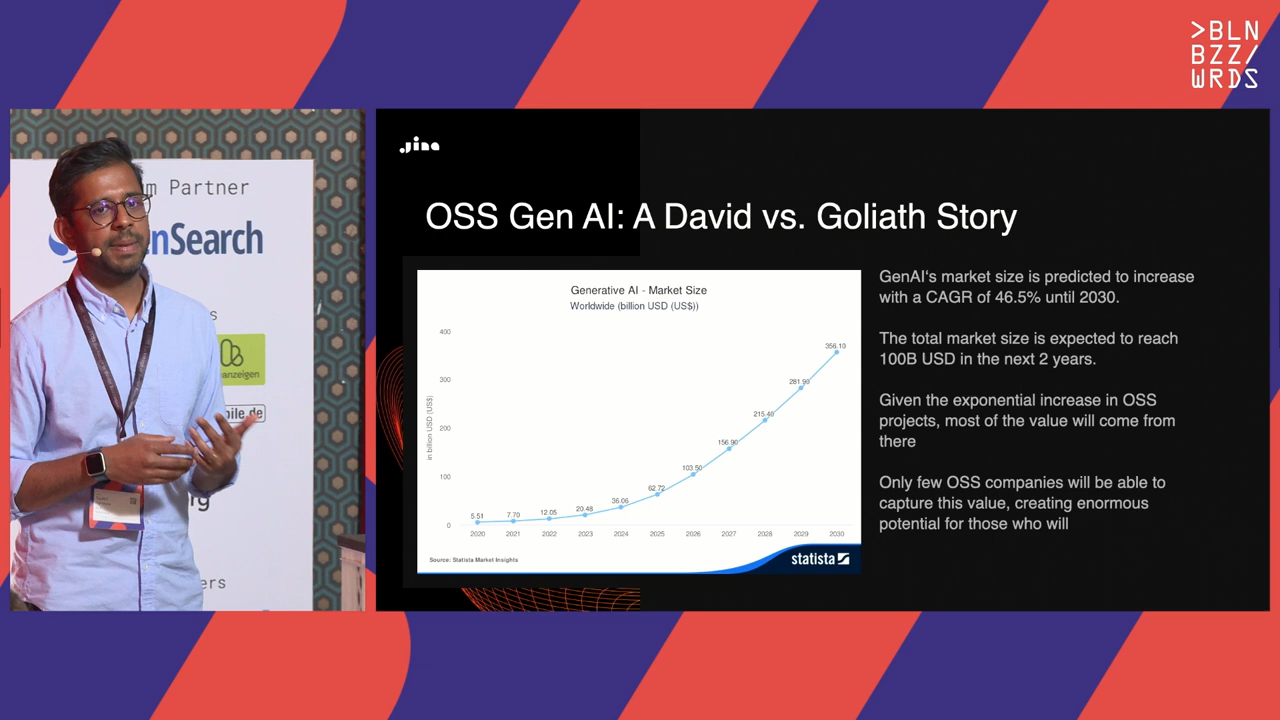 >BLN
BZZ/
WRDS
m Partner
nSearch
s
anzeigen
bile.de
rg
ers
.jina
OSS Gen AI: A David vs. Goliath Story
Generative AI - Market Size
Worldwide (billion USD (US$))
in billion USD (US$)
400
300
200
100
0
5.51
7.70
12.05
20.48
36.06
62.72
103.50
156.90
215.40
281.90
356.10
2020
2021
2022
2023
2024
2025
2026
2027
2028
2029
2030
Source: Statista Market Insights
statista
GenAI's market size is predicted to increase
with a CAGR of 46.5% until 2030.
The total market size is expected to reach
100B USD in the next 2 years.
Given the exponential increase in OSS
projects, most of the value will come from
there
Only few OSS companies will be able to
capture this value, creating enormous
potential for those who will